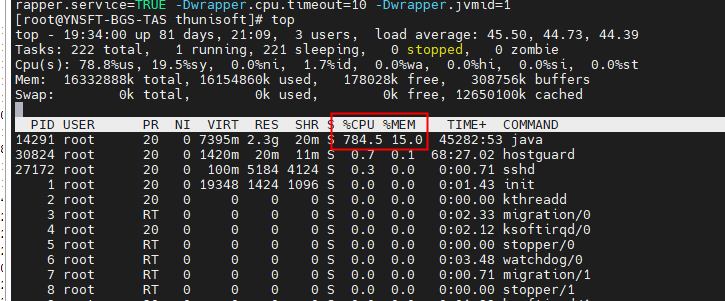 rapper.service=TRUE -Dwrapper.cpu.timeout=10 -Dwrapper.jvmid=1
[root@YNSFT-BGS-TAS thunisoft]# top
top - 19:34:00 up 81 days, 21:09,  3 users,  load average: 45.50, 44.73, 44.39
Tasks: 222 total,   1 running, 221 sleeping,   0 stopped,   0 zombie
Cpu(s): 78.8%us, 19.5%sy,  0.0%ni,  1.7%id,  0.0%wa,  0.0%hi,  0.0%si,  0.0%st
Mem:  16332888k total, 16154860k used,   178028k free,   308756k buffers
Swap:        0k total,        0k used,        0k free, 12650100k cached
PID USER      PR  NI  VIRT  RES  SHR S %CPU %MEM    TIME+  COMMAND
14291 root      20   0 7395m 2.3g  20m S 784.5 15.0  45282:53 java
30824 root      20   0 1420m  20m  11m S  0.7  0.1  68:27.02 hostguard
27172 root      20   0  100m 5184 4124 S  0.3  0.0   0:00.71 sshd
1 root      20   0 19348 1424 1096 S  0.0  0.0   0:01.43 init
2 root      20   0     0    0    0 S  0.0  0.0   0:00.00 kthreadd
3 root      RT   0     0    0    0 S  0.0  0.0   0:02.33 migration/0
4 root      20   0     0    0    0 S  0.0  0.0   0:02.12 ksoftirqd/0
5 root      RT   0     0    0    0 S  0.0  0.0   0:00.00 stopper/0
6 root      RT   0     0    0    0 S  0.0  0.0   0:03.48 watchdog/0
7 root      RT   0     0    0    0 S  0.0  0.0   0:00.71 migration/1
8 root      RT   0     0    0    0 S  0.0  0.0   0:00.00 stopper/1